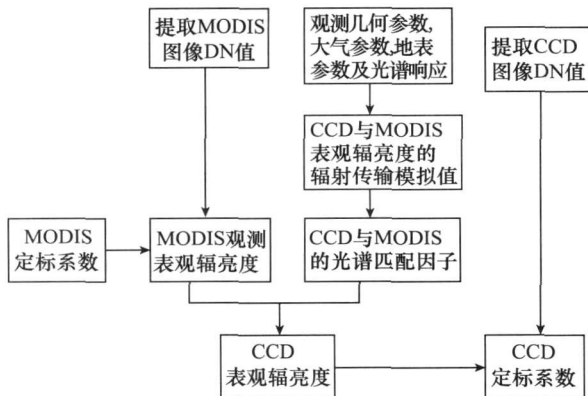 提取MODIS
图像DN值
观测几何参数,
大气参数,地表
参数及光谱响应
提取CCD
图像DN值
CCD与MODIS
表观辐亮度的
辐射传输模拟值
MODIS
定标系数
MODIS观测
表观辐亮度
CCD与MODIS
的光谱匹配因子
CCD
表观辐亮度
CCD
定标系数